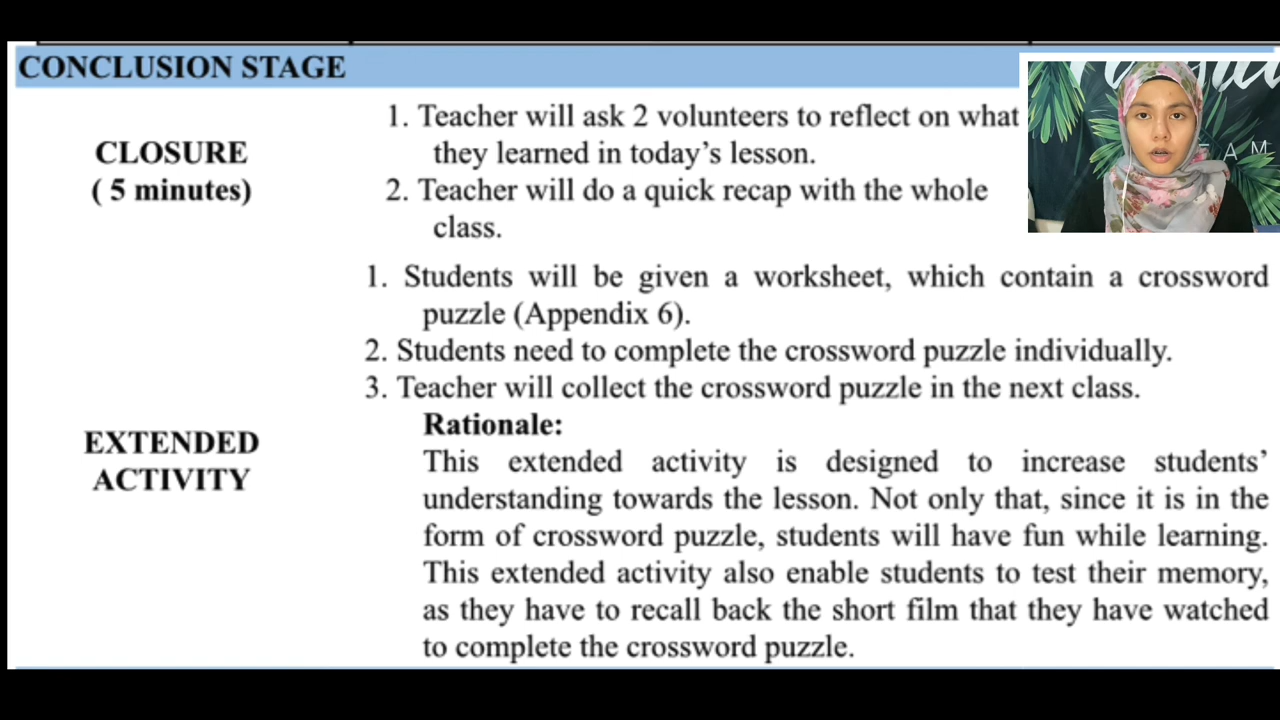 CONCLUSION STAGE
CLOSURE
( 5 minutes)
1. Teacher will ask 2 volunteers to reflect on what
they learned in today’s lesson.
2. Teacher will do a quick recap with the whole
class.
EXTENDED
ACTIVITY
1. Students will be given a worksheet, which contain a crossword
puzzle (Appendix 6).
2. Students need to complete the crossword puzzle individually.
3. Teacher will collect the crossword puzzle in the next class.
Rationale:
This extended activity is designed to increase students’
understanding towards the lesson. Not only that, since it is in the
form of crossword puzzle, students will have fun while learning.
This extended activity also enable students to test their memory,
as they have to recall back the short film that they have watched
to complete the crossword puzzle.